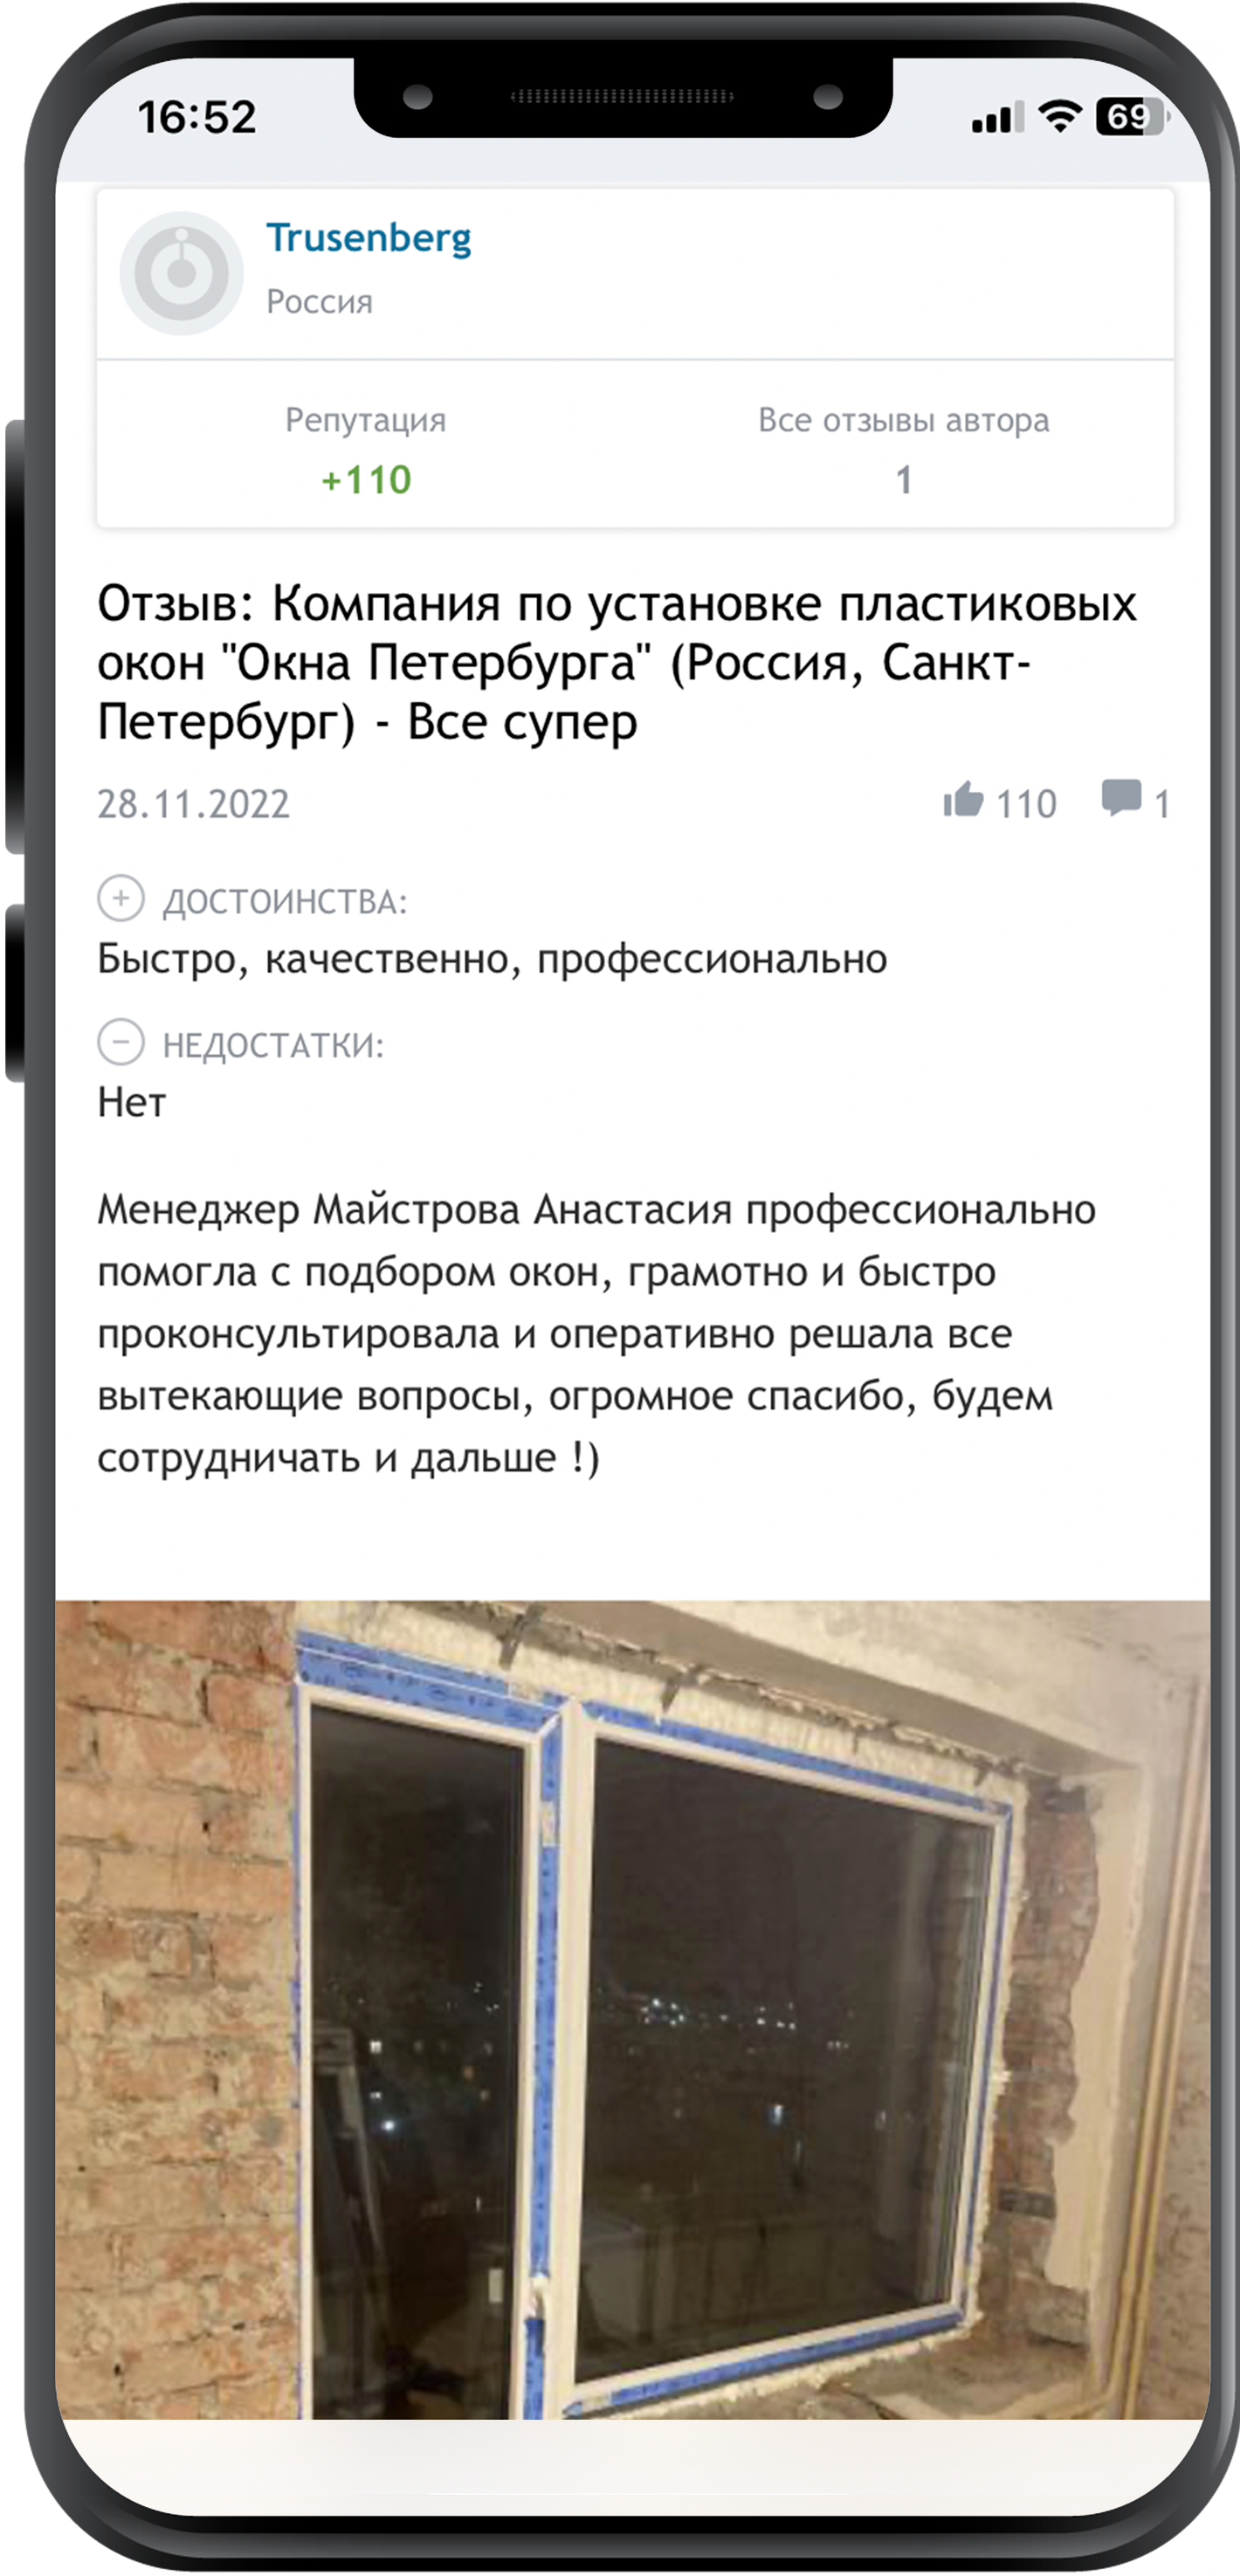 16:52
69
Trusenberg
Россия
Репутация
Все отзывы автора
+110
1
Отзыв: Компания по установке пластиковых
окон "Окна Петербурга" (Россия, Санкт-
Петербург) - Все супер
28.11.2022
110
1
ДОСТОИНСТВА:
Быстро, качественно, профессионально
НЕДОСТАТКИ:
Нет
Менеджер Майстрова Анастасия профессионально
помогла с подбором окон, грамотно и быстро
проконсультировала и оперативно решала все
вытекающие вопросы, огромное спасибо, будем
сотрудничать и дальше !)